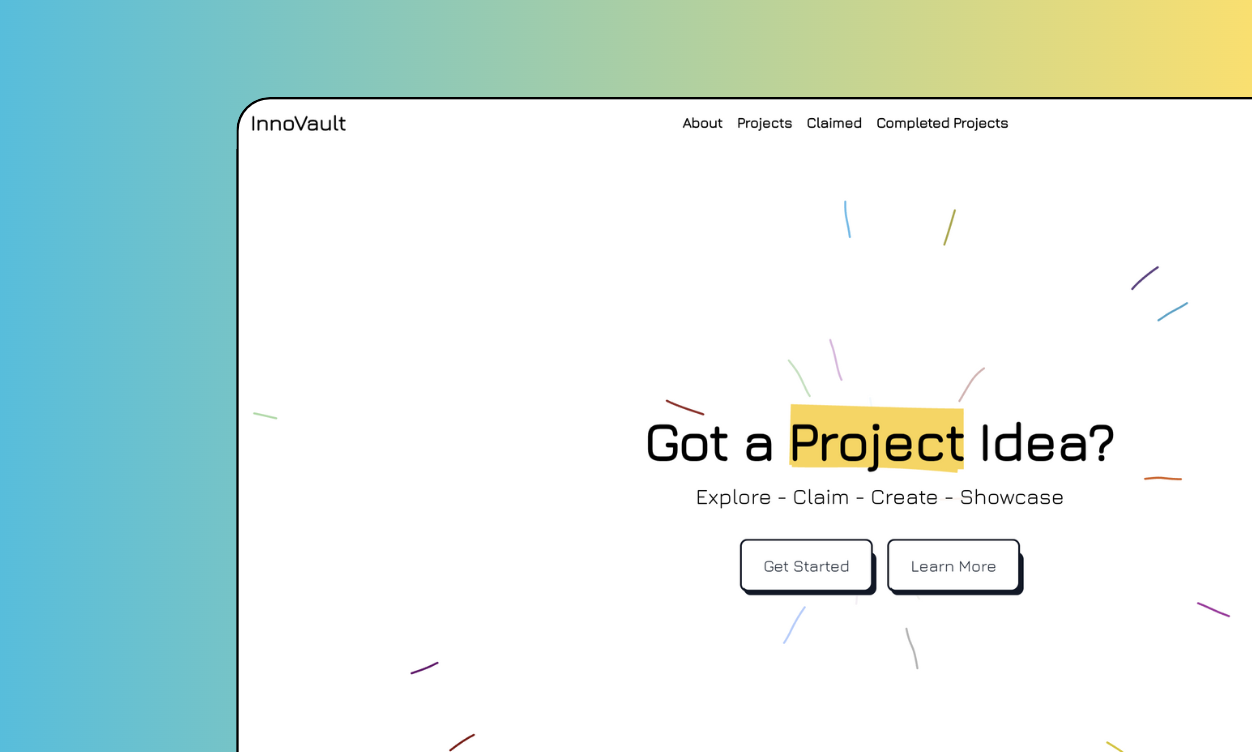 InnoVault
About Projects Claimed Completed Projects
Got a Project Idea?
Explore - Claim - Create - Showcase
Get Started Learn More